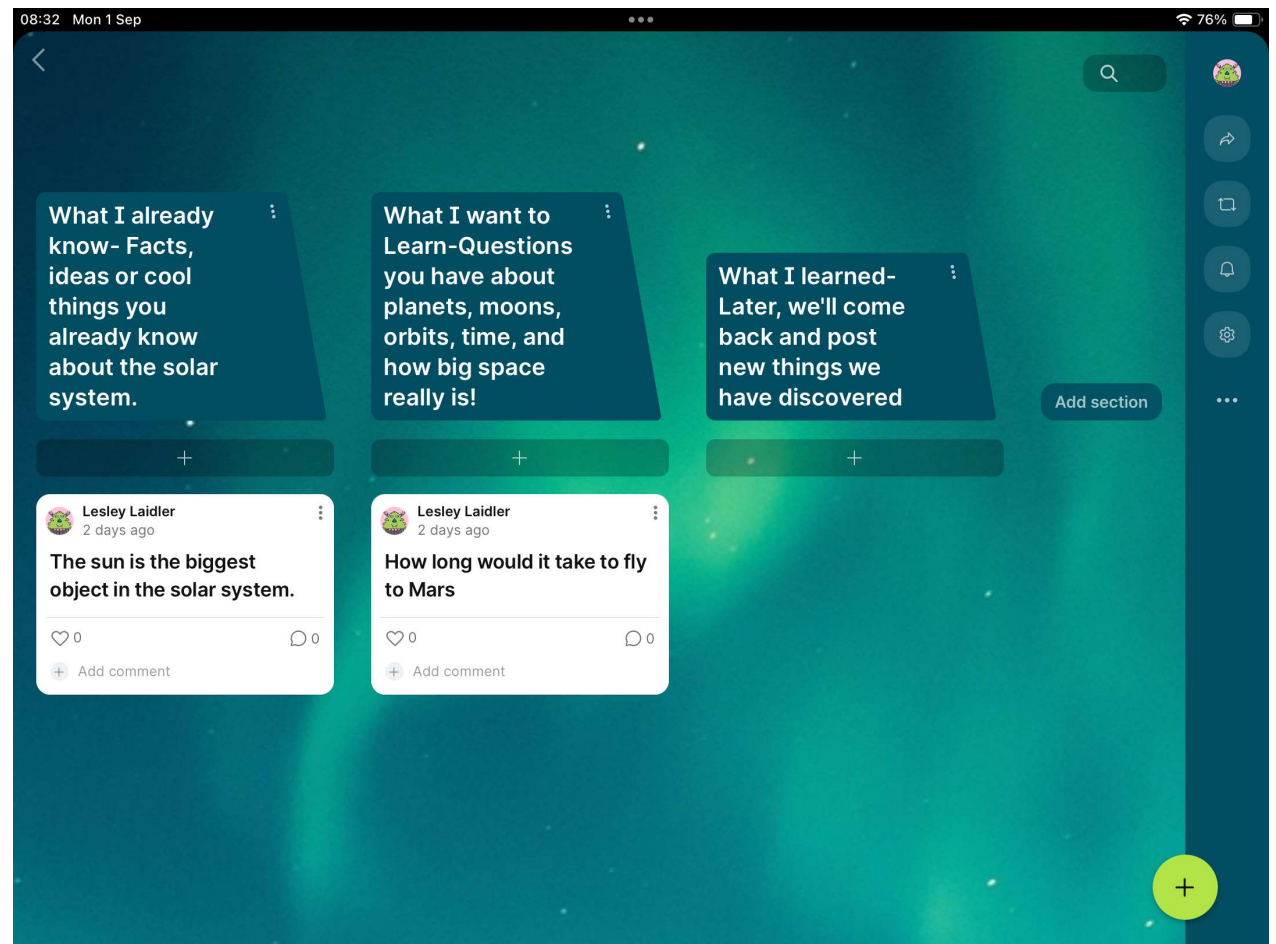 08:32 Mon 1 Sep
76%
What I already
know- Facts,
ideas or cool
things you
already know
about the solar
system.
What I want to
Learn-Questions
you have about
planets, moons,
orbits, time, and
how big space
really is!
What I learned-
Later, we'll come
back and post
new things we
have discovered
Add section
Lesley Laidler
2 days ago
The sun is the biggest
object in the solar system.
0 0
Add comment
Lesley Laidler
2 days ago
How long would it take to fly
to Mars
0 0
Add comment